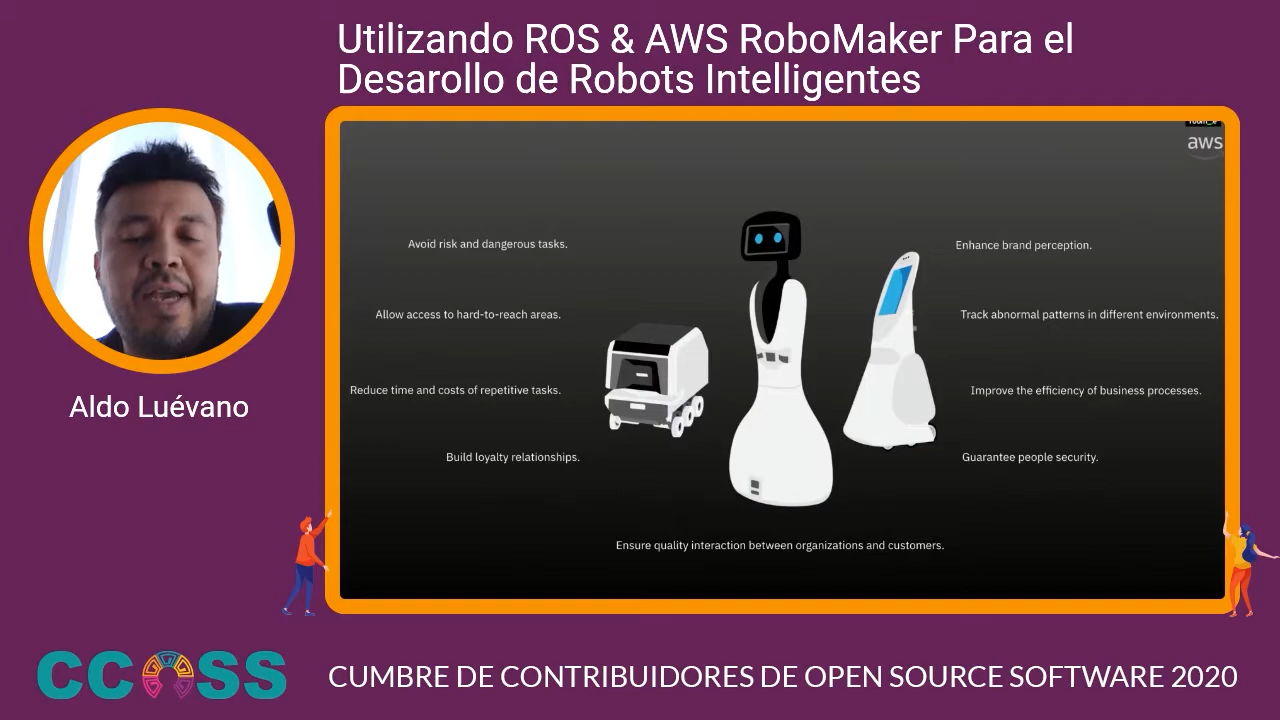 Utilizando ROS & AWS RoboMaker Para el
Desarollo de Robots Intelligentes
aws
Avoid risk and dangerous tasks.
Enhance brand perception.
Allow access to hard-to-reach areas.
Track abnormal patterns in different environments.
Reduce time and costs of repetitive tasks.
Improve the efficiency of business processes.
Build loyalty relationships.
Guarantee people security.
Ensure quality interaction between organizations and customers.
Aldo Luévano
CCOSS
CUMBRE DE CONTRIBUIDORES DE OPEN SOURCE SOFTWARE 2020